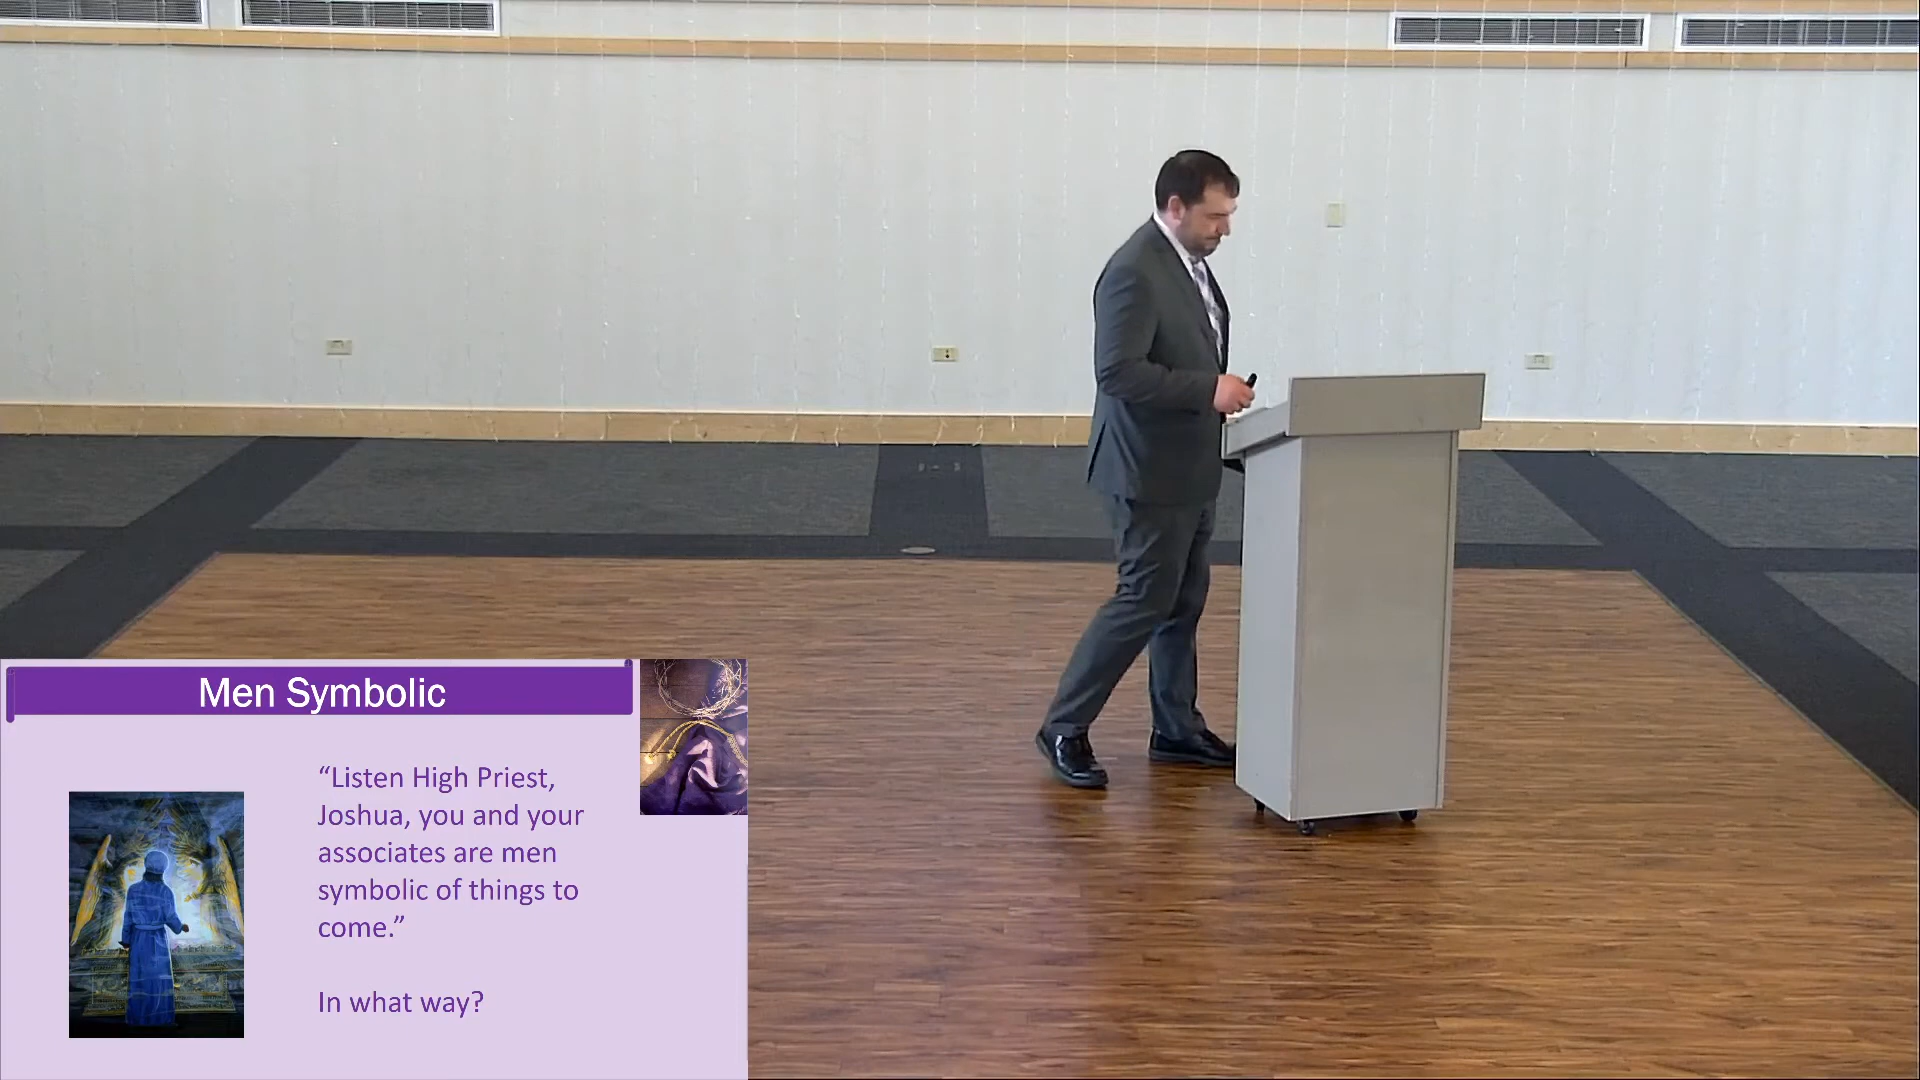 Men Symbolic
“Listen High Priest,
Joshua, you and your
associates are men
symbolic of things to
come.”
In what way?